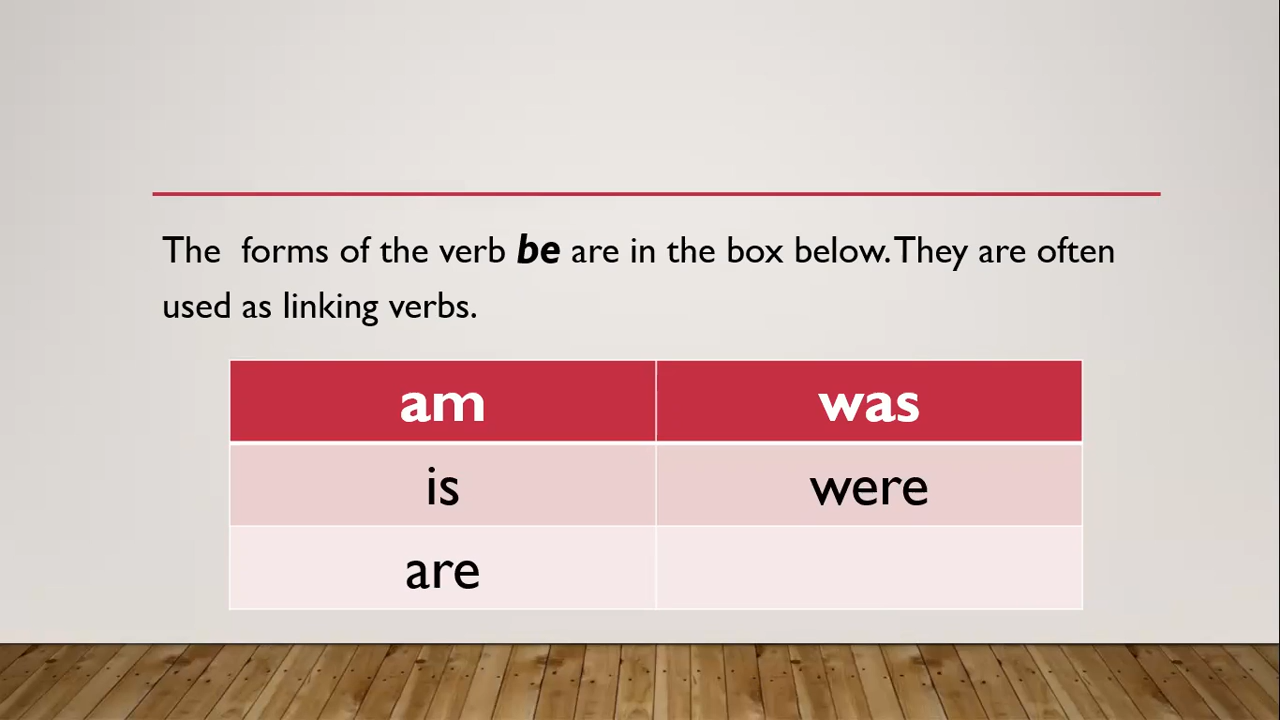 The forms of the verb be are in the box below. They are often
used as linking verbs.
am was
is were
are